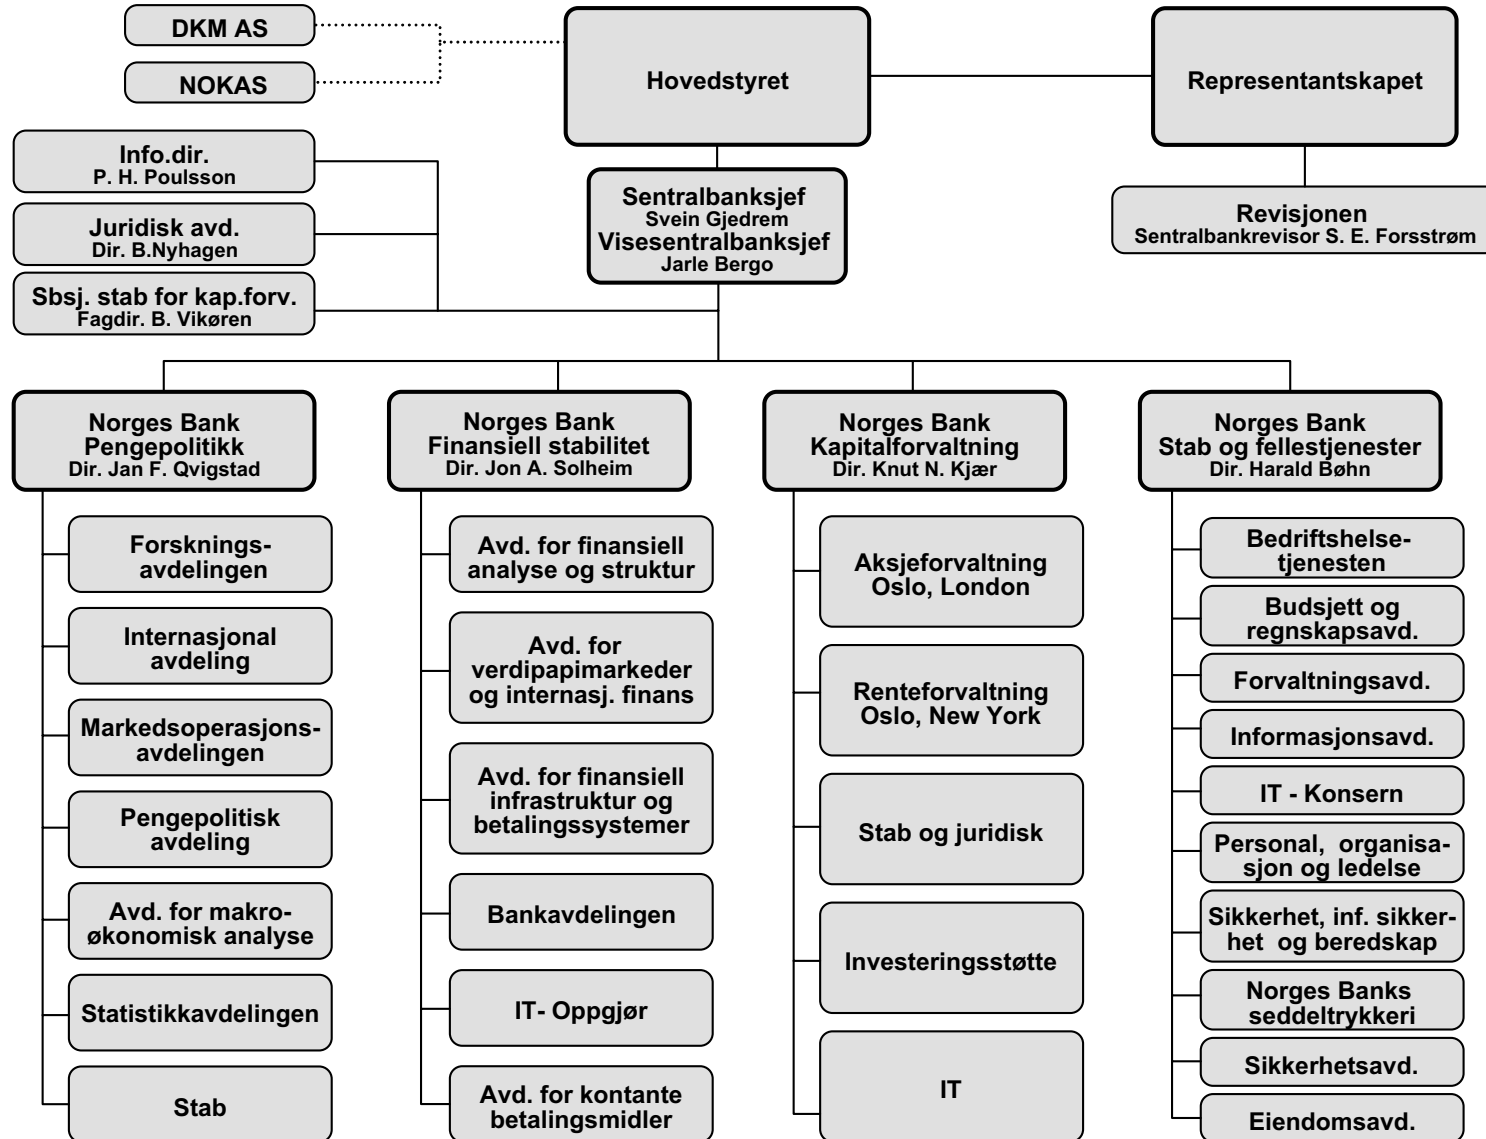 DKM AS
NOKAS
Hovedstyret
Representantskapet
Info.dir.
P. H. Poulsson
Juridisk avd.
Dir. B.Nyhagen
Sbsj. stab for kap.forv.
Fagdir. B. Vikøren
Sentralbanksjef
Svein Gjedrem
Visesentralbanksjef
Jarle Bergo
Revisjonen
Sentralbankrevisor S. E. Forsstrøm
Norges Bank
Pengepolitikk
Dir. Jan F. Qvigstad
Forsknings-
avdelingen
Internasjonal
avdeling
Markedsoperasjons-
avdelingen
Pengepolitisk
avdeling
Avd. for makro-
økonomisk analyse
Statistikkavdelingen
Stab
Norges Bank
Finansiell stabilitet
Dir. Jon A. Solheim
Avd. for finansiell
analyse og struktur
Avd. for
verdipapimarkeder
og internasj. finans
Avd. for finansiell
infrastruktur og
betalingssystemer
Bankavdelingen
IT- Oppgjør
Avd. for kontante
betalingsmidler
Norges Bank
Kapitalforvaltning
Dir. Knut N. Kjær
Aksjeforvaltning
Oslo, London
Renteforvaltning
Oslo, New York
Stab og juridisk
Investeringsstøtte
IT
Norges Bank
Stab og fellestjenester
Dir. Harald Bøhn
Bedriftshelse-
tjenesten
Budsjett og
regnskapsavd.
Forvaltningsavd.
Informasjonsavd.
IT - Konsern
Personal, organisa-
sjon og ledelse
Sikkerhet, inf. sikker-
het og beredskap
Norges Banks
seddeltrykkeri
Sikkerhetsavd.
Eiendomsavd.